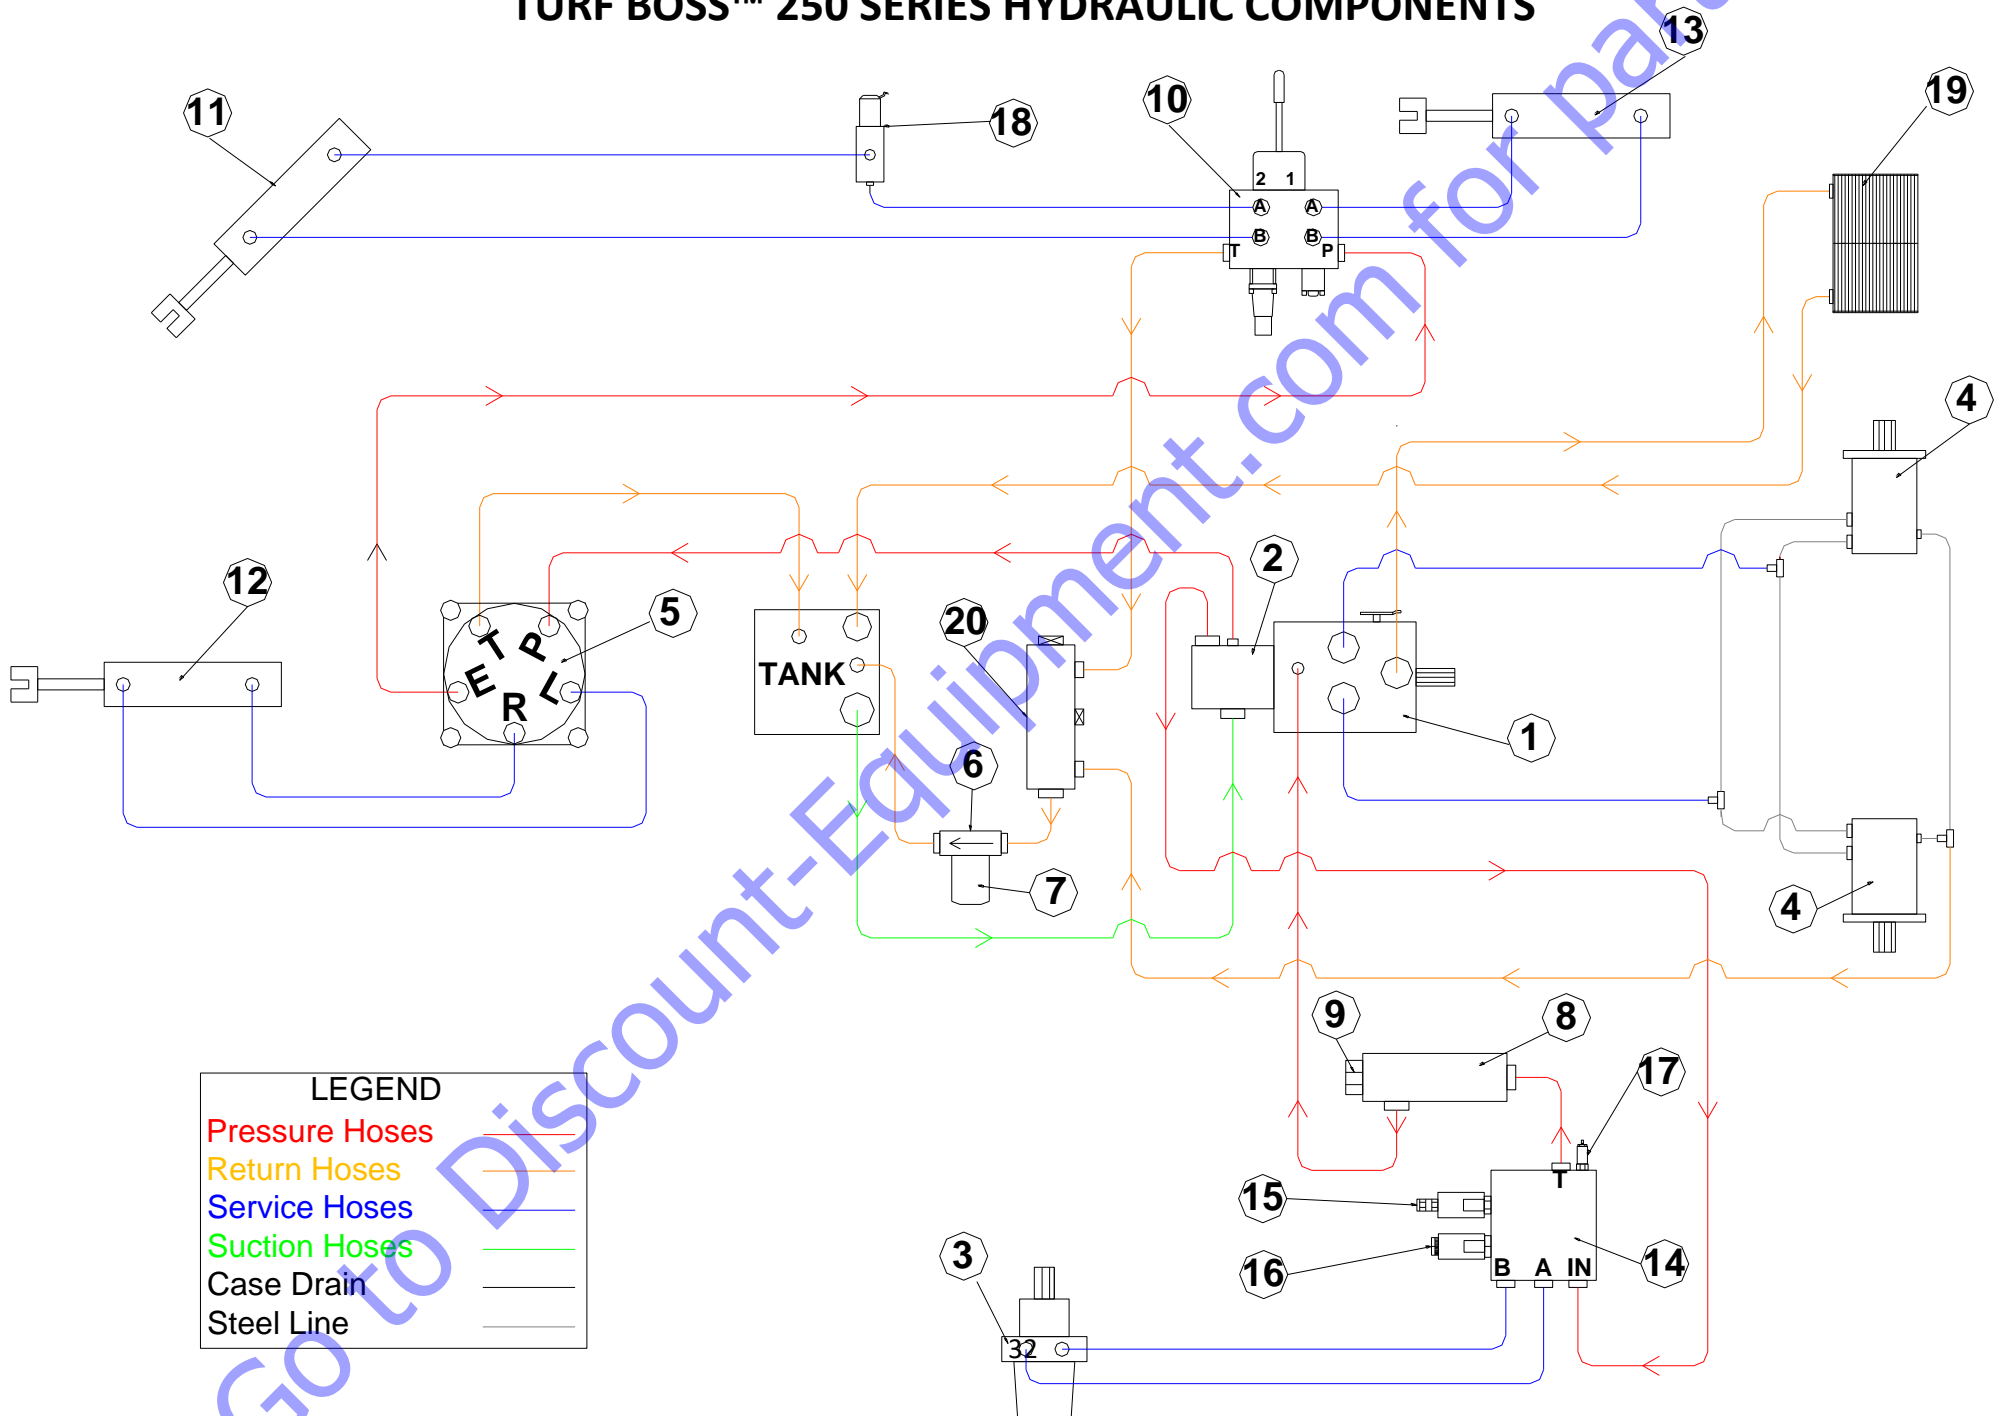 TURF BOSS™ 250 SERIES HYDRAULIC COMPONENTS
13
11
18
10
19
2 1
A A
B B
T P
4
12
5
2
20
T P
E L
R
TANK
1
6
7
4
9
8
17
15
T
16
14
B A IN
3
32
LEGEND
Pressure Hoses
Return Hoses
Service Hoses
Suction Hoses
Case Drain
Steel Line
Go to Discount-Equipment.com for par